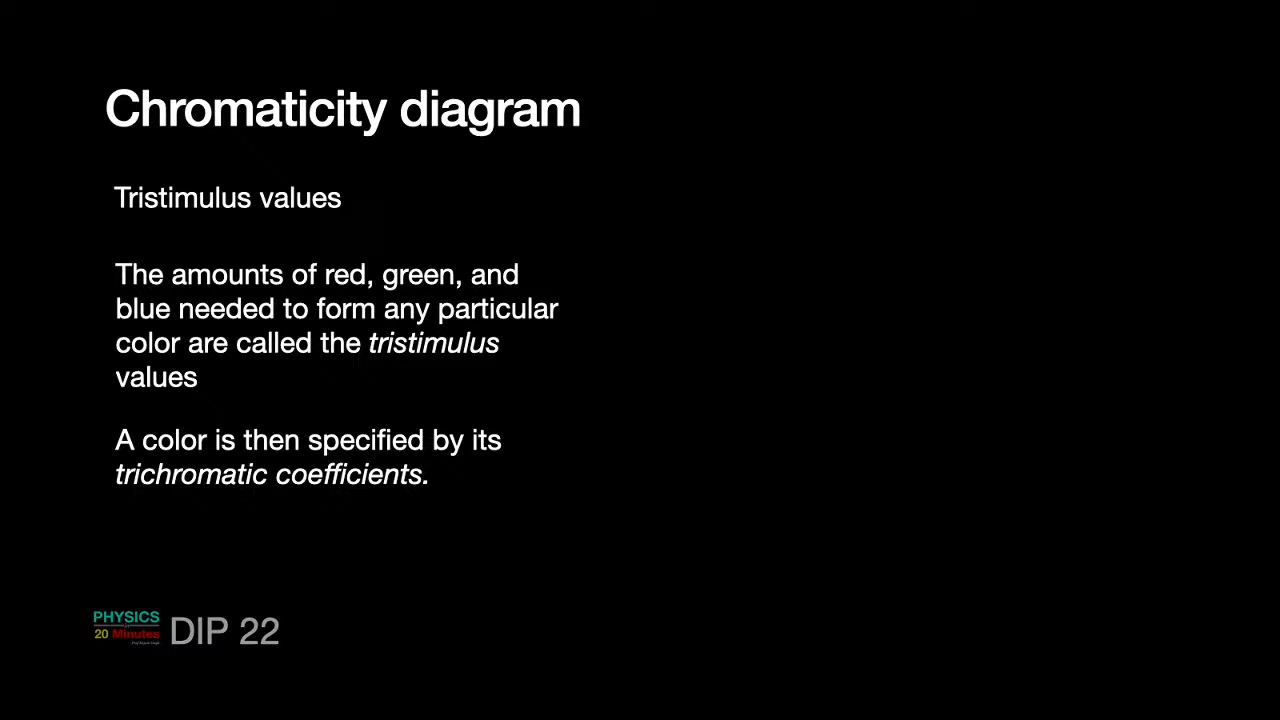 Chromaticity diagram
Tristimulus values
The amounts of red, green, and
blue needed to form any particular
color are called the tristimulus
values
A color is then specified by its
trichromatic coefficients.
PHYSICS
20 Minutes
DIP 22